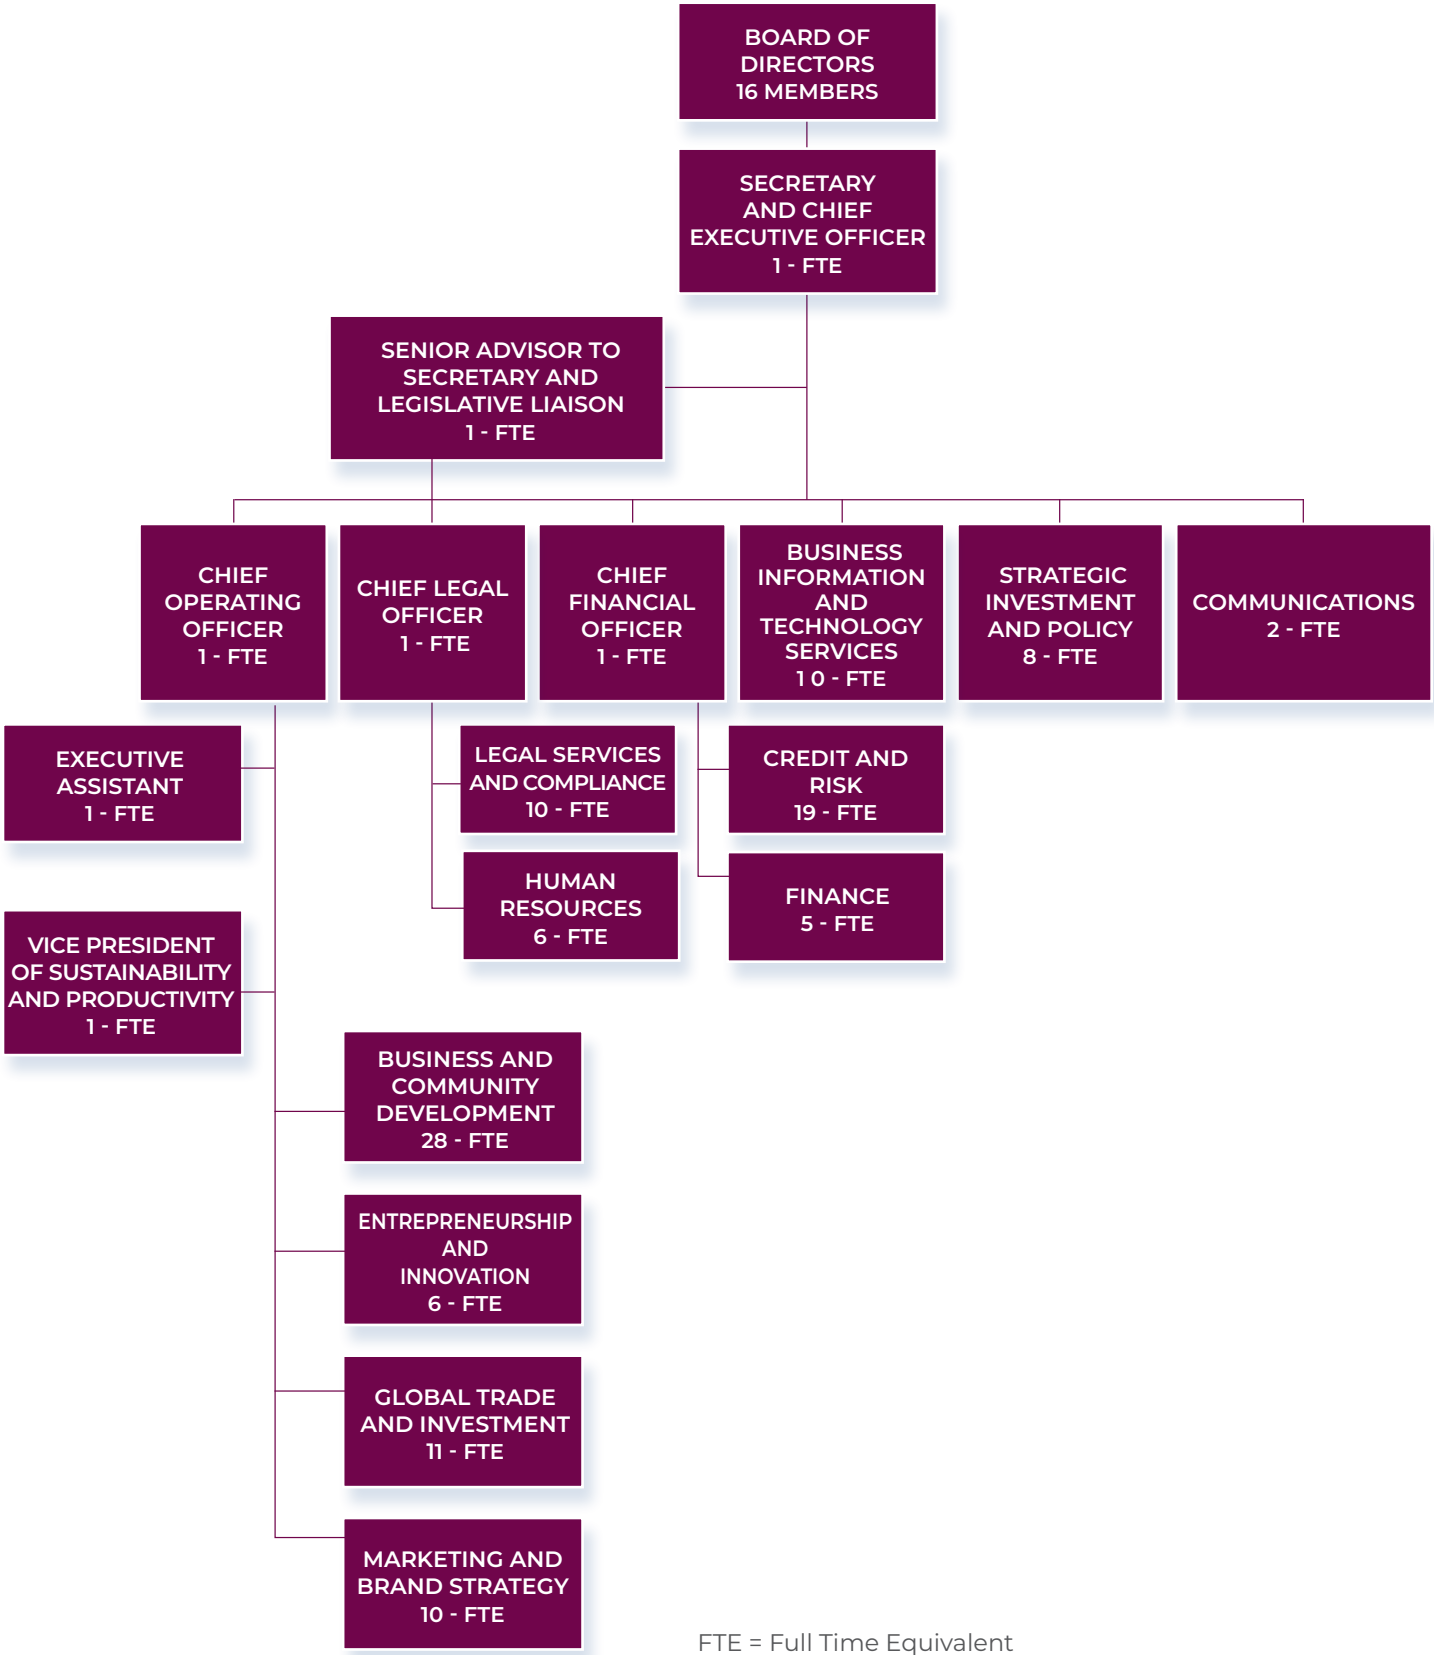 BOARD OF
DIRECTORS
16 MEMBERS
SECRETARY
AND CHIEF
EXECUTIVE OFFICER
1 - FTE
SENIOR ADVISOR TO
SECRETARY AND
LEGISLATIVE LIAISON
1 - FTE
CHIEF
OPERATING
OFFICER
1 - FTE
CHIEF LEGAL
OFFICER
1 - FTE
CHIEF
FINANCIAL
OFFICER
1 - FTE
BUSINESS
INFORMATION
AND
TECHNOLOGY
SERVICES
1 0 - FTE
STRATEGIC
INVESTMENT
AND POLICY
8 - FTE
COMMUNICATIONS
2 - FTE
EXECUTIVE
ASSISTANT
1 - FTE
LEGAL SERVICES
AND COMPLIANCE
10 - FTE
CREDIT AND
RISK
19 - FTE
HUMAN
RESOURCES
6 - FTE
FINANCE
5 - FTE
VICE PRESIDENT
OF SUSTAINABILITY
AND PRODUCTIVITY
1 - FTE
BUSINESS AND
COMMUNITY
DEVELOPMENT
28 - FTE
ENTREPRENEURSHIP
AND
INNOVATION
6 - FTE
GLOBAL TRADE
AND INVESTMENT
11 - FTE
MARKETING AND
BRAND STRATEGY
10 - FTE
FTE = Full Time Equivalent